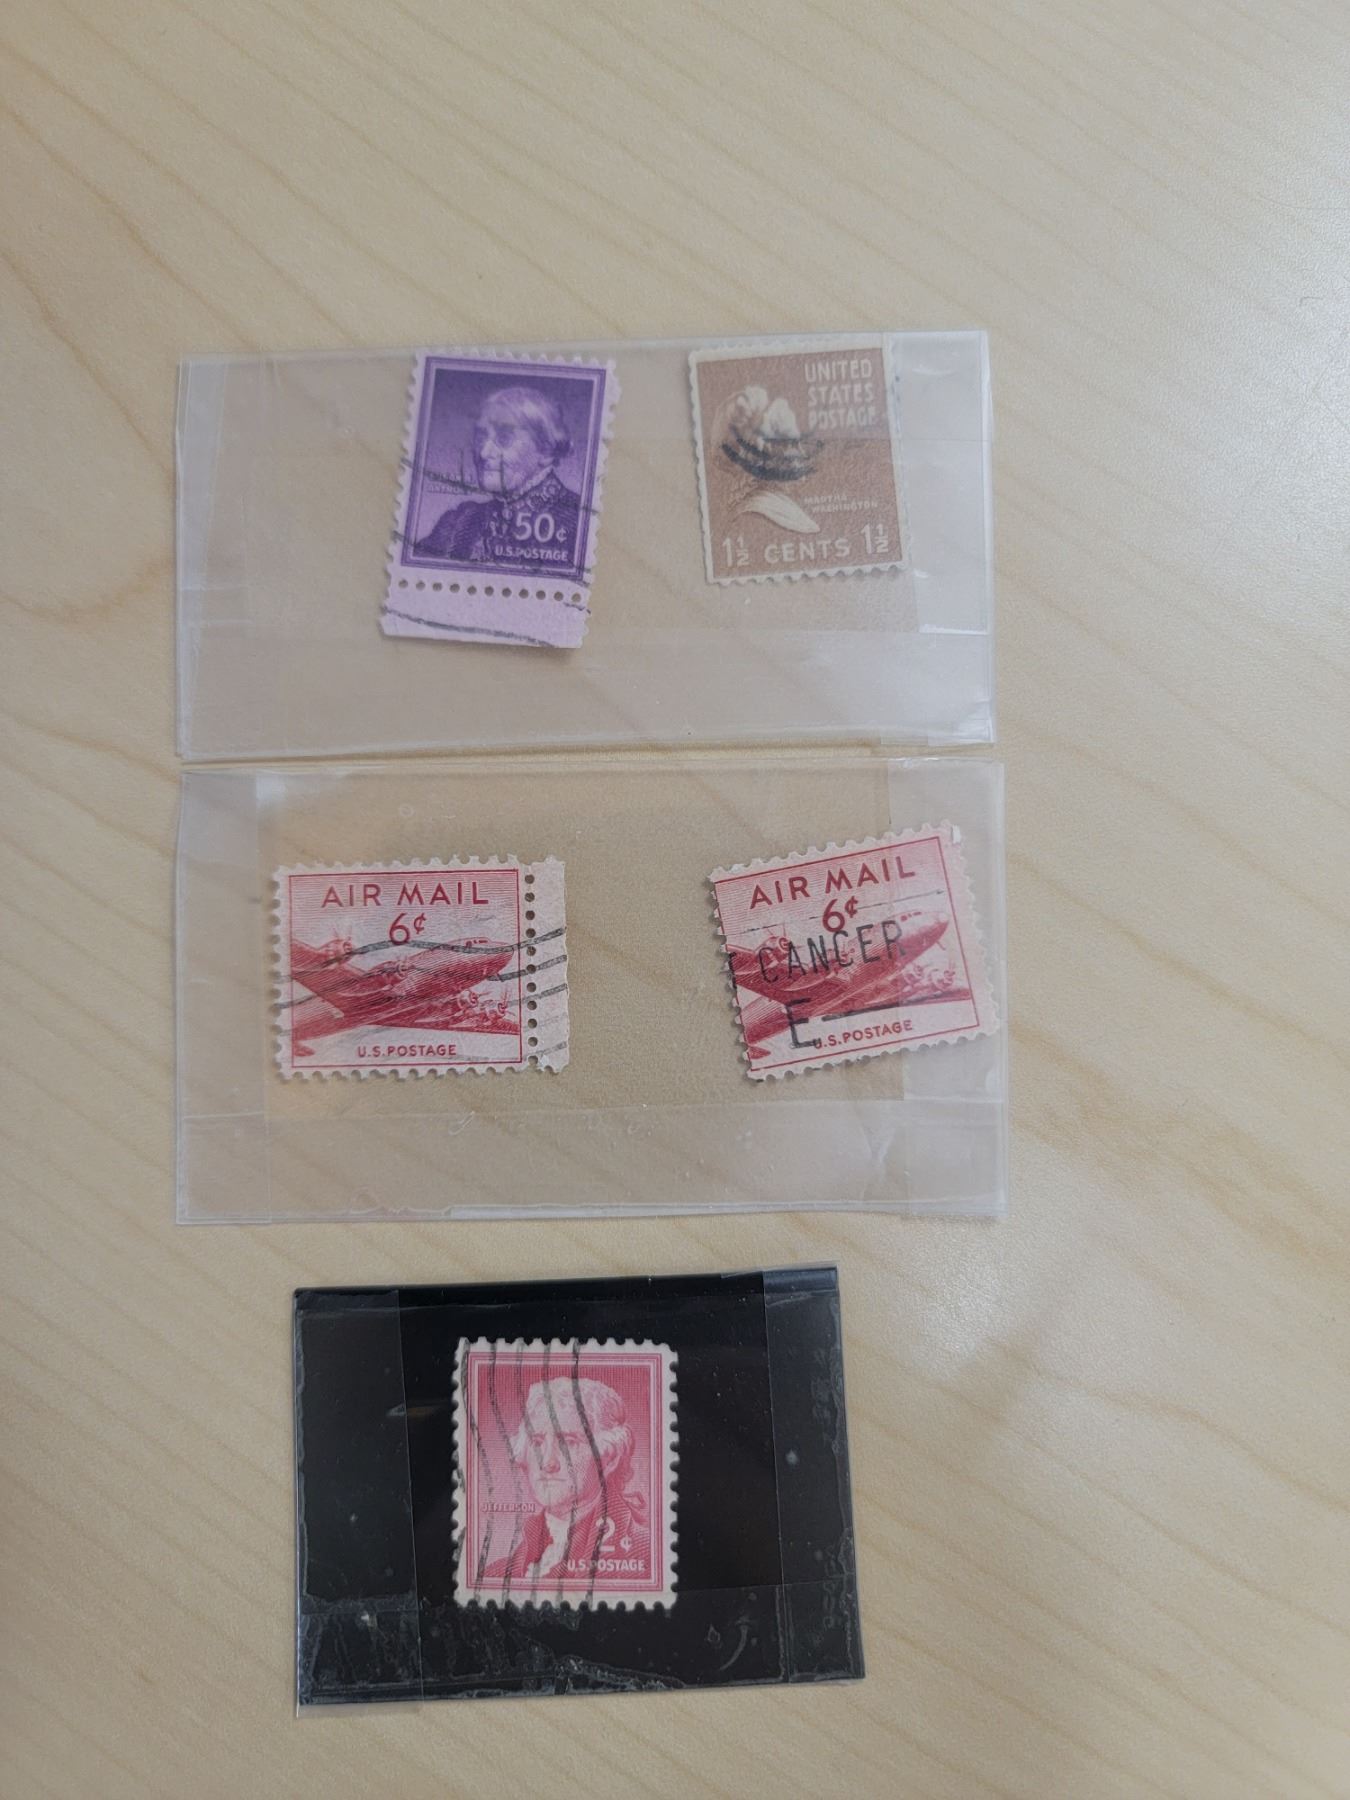 50¢
U.S. POSTAGE
UNITED
STATES
POSTAGE
MARTHA
WASHINGTON
1½ CENTS 1½
AIR MAIL
6¢
U.S. POSTAGE
AIR MAIL
6¢
CANCER
E
U.S. POSTAGE
JEFFERSON
2¢
U.S. POSTAGE